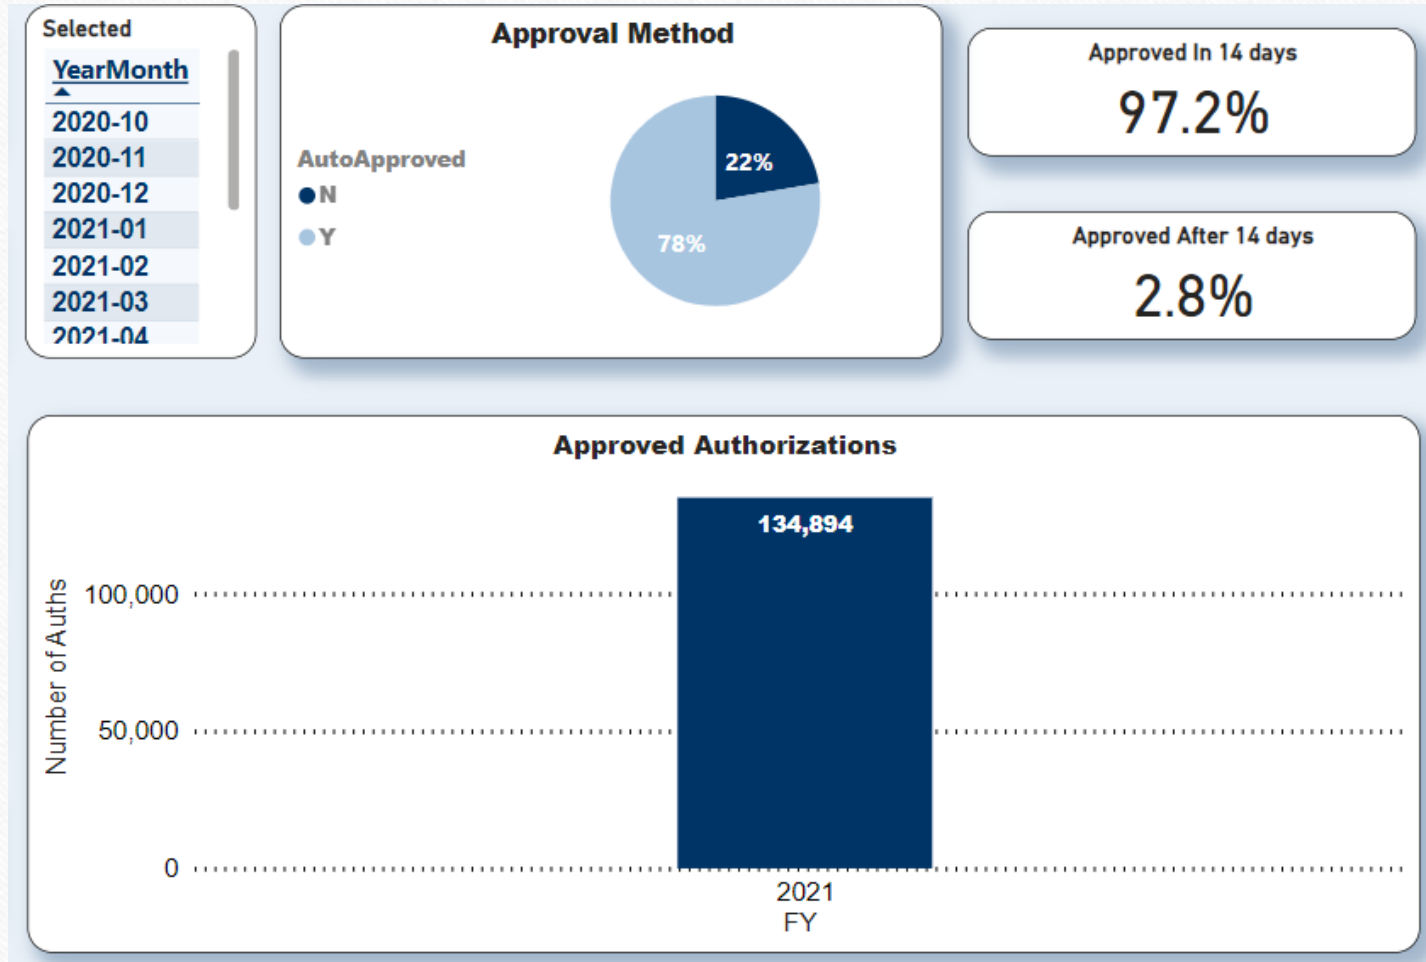 Selected
YearMonth
2020-10
2020-11
2020-12
2021-01
2021-02
2021-03
2021-04
Approval Method
AutoApproved
N
Y
22%
78%
Approved In 14 days
97.2%
Approved After 14 days
2.8%
Approved Authorizations
Number of Auths
134,894
100,000
50,000
0
2021
FY